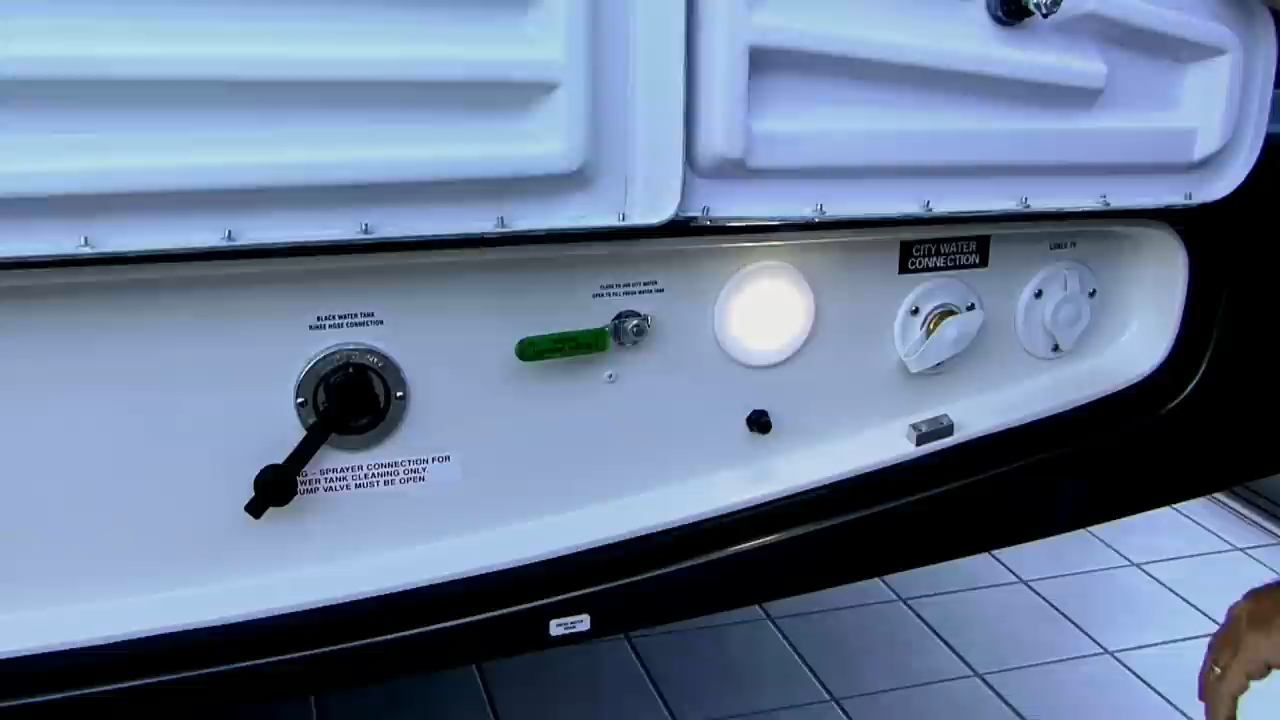 CITY WATER
CONNECTION
CABLE TV
CLOSE TO USE CITY WATER
OPEN TO FILL FRESH WATER TANK
BLACK WATER TANK
RINSE HOSE CONNECTION
– SPRAYER CONNECTION FOR
TANK CLEANING ONLY.
VALVE MUST BE OPEN